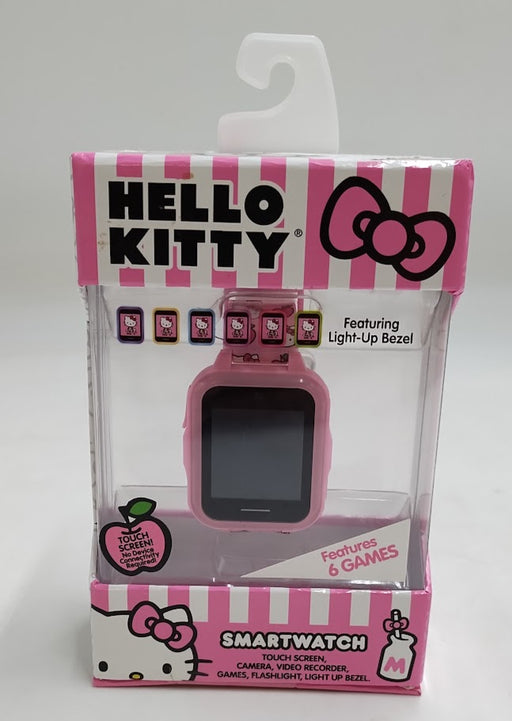 HELLO
KITTY®
Featuring
Light-Up Bezel
TOUCH
SCREEN!
No Device
Connectivity
Required!
Features
6 GAMES
SMARTWATCH
TOUCH SCREEN,
CAMERA, VIDEO RECORDER,
GAMES, FLASHLIGHT, LIGHT UP BEZEL.
M